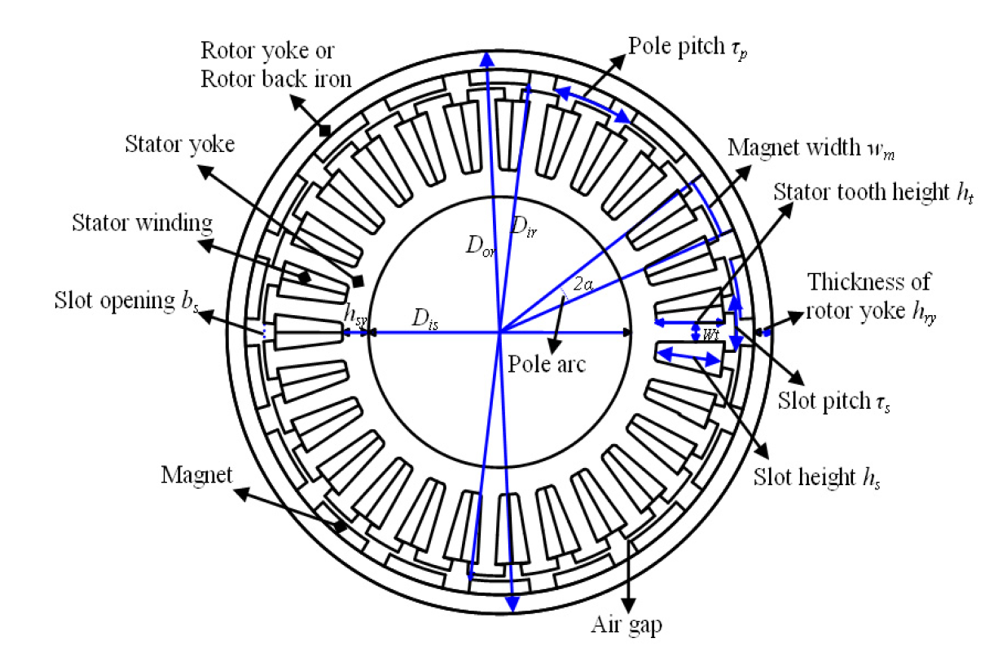 Pole pitch τp
Rotor yoke or
Rotor back iron
Stator yoke
Magnet width wm
Stator tooth height ht
Stator winding
Dor
Dir
2α
Thickness of
rotor yoke hry
Slot opening bs
hsy
Dis
wt
Pole arc
Slot pitch τs
Magnet
Slot height hs
Air gap